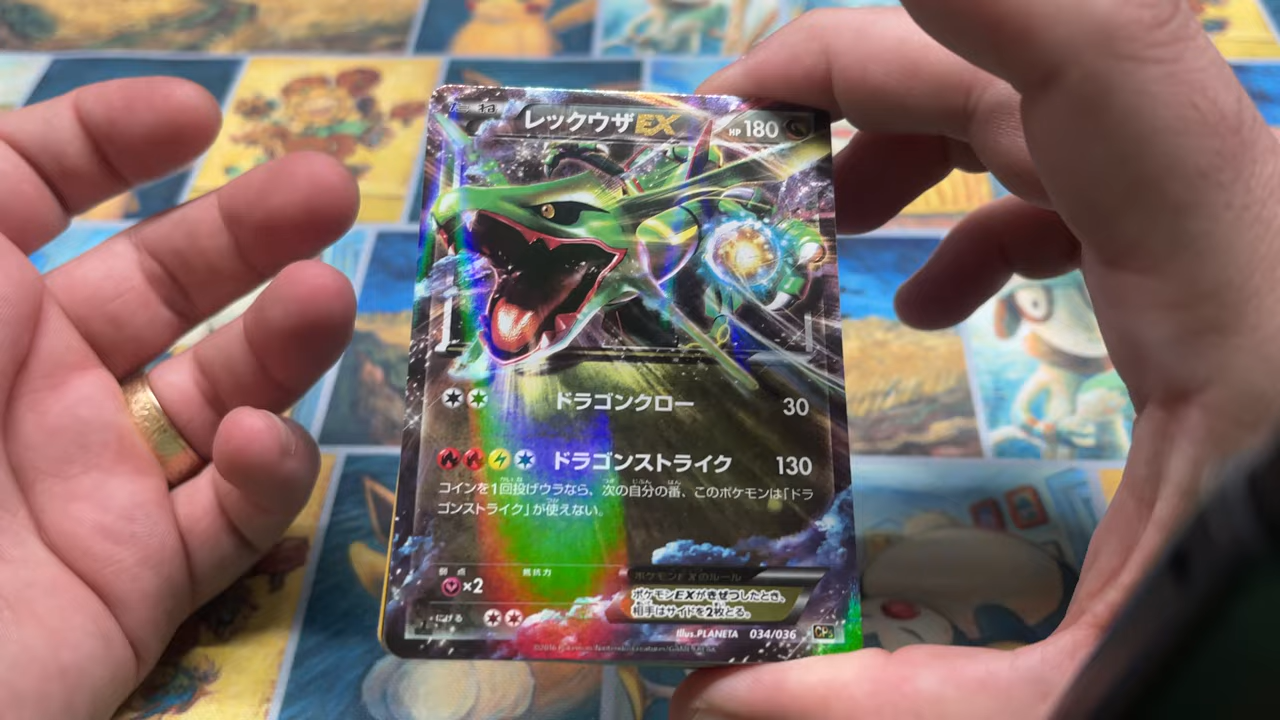 たね
レックウザEX
HP180
ドラゴンクロー 30
ドラゴンストライク 130
コインを1回投げウラなら、次の自分の番、このポケモンは「ドラ
ゴンストライク」が使えない。
弱点 抵抗力
×2
にげる
ポケモンEXのルール
ポケモンEXがきぜつしたとき、
相手はサイドを2枚とる。
illus.PLANETA 034/036